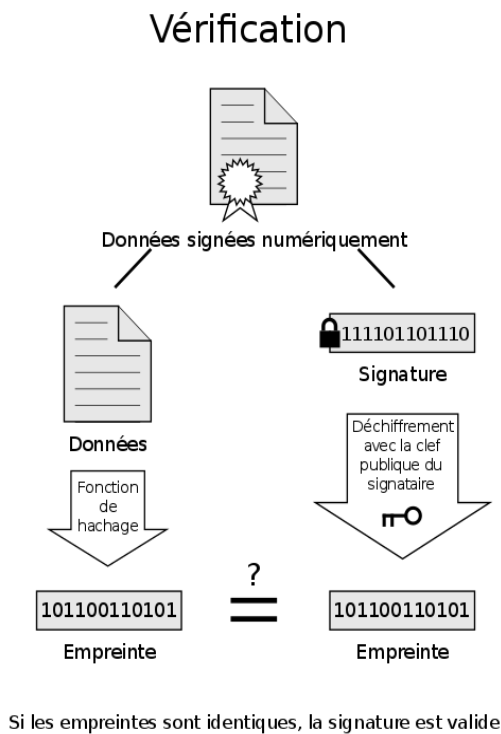 Vérification
Données signées numériquement
111101101110
Signature
Données
Déchiffrement
avec la clef
publique du
signataire
Fonction
de
hachage
?
101100110101
=
101100110101
Empreinte
Empreinte
Si les empreintes sont identiques, la signature est valide